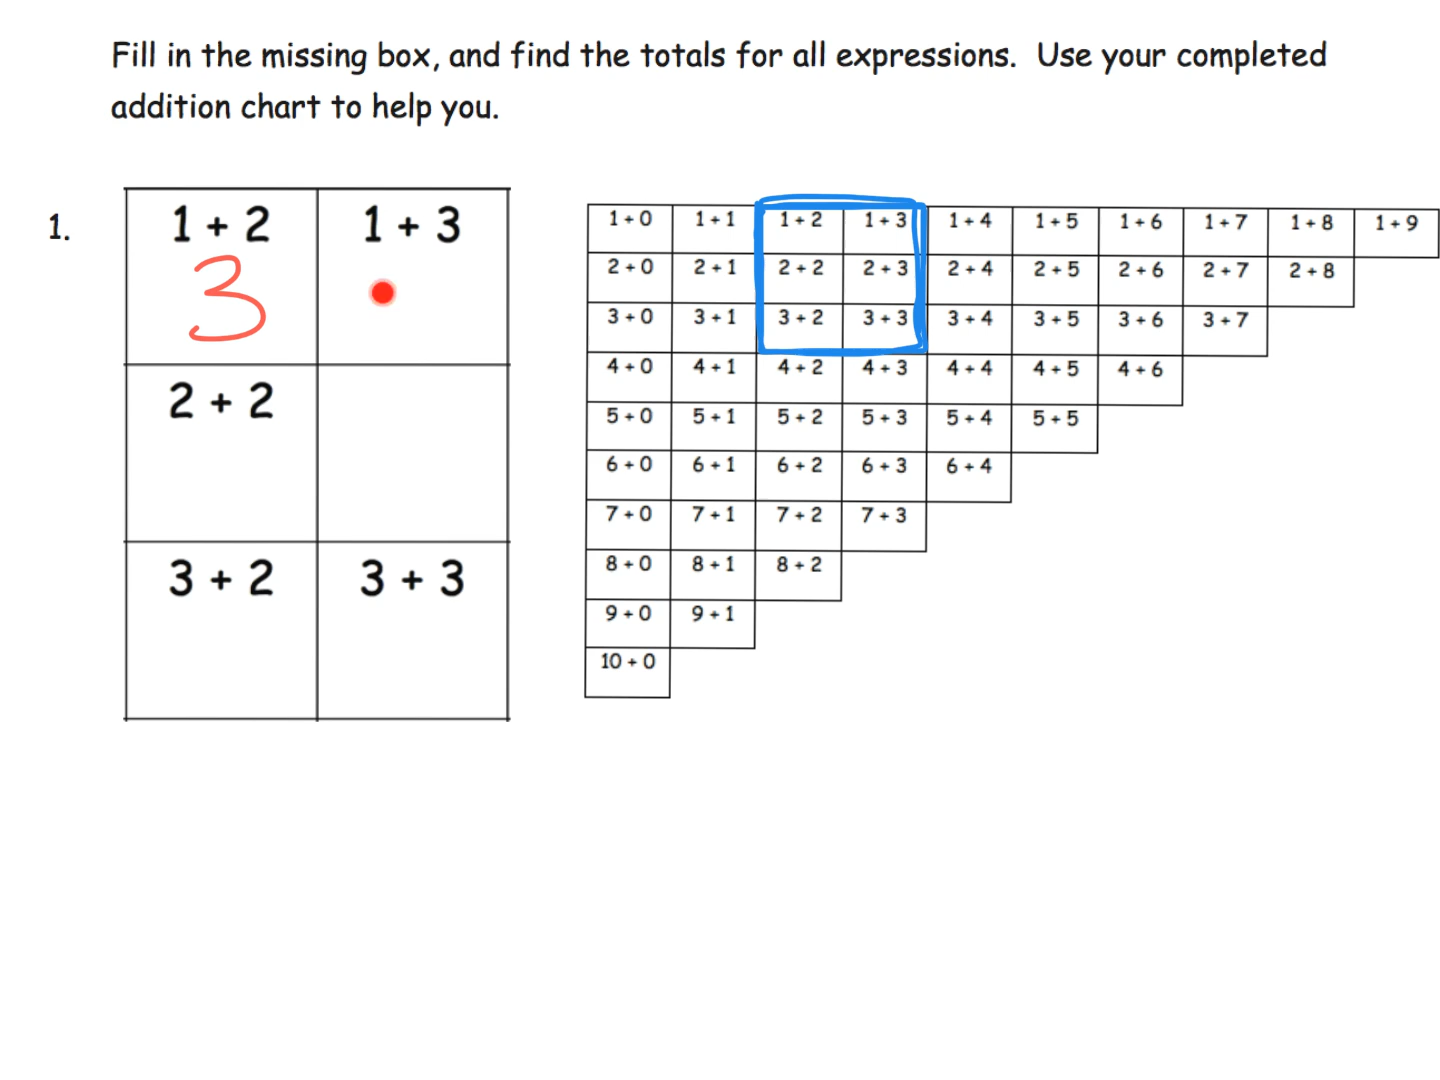 Fill in the missing box, and find the totals for all expressions. Use your completed
addition chart to help you.
1.
1 + 2 1 + 3
3
2 + 2
3 + 2 3 + 3
1 + 0 1 + 1 1 + 2 1 + 3 1 + 4 1 + 5 1 + 6 1 + 7 1 + 8 1 + 9
2 + 0 2 + 1 2 + 2 2 + 3 2 + 4 2 + 5 2 + 6 2 + 7 2 + 8
3 + 0 3 + 1 3 + 2 3 + 3 3 + 4 3 + 5 3 + 6 3 + 7
4 + 0 4 + 1 4 + 2 4 + 3 4 + 4 4 + 5 4 + 6
5 + 0 5 + 1 5 + 2 5 + 3 5 + 4 5 + 5
6 + 0 6 + 1 6 + 2 6 + 3 6 + 4
7 + 0 7 + 1 7 + 2 7 + 3
8 + 0 8 + 1 8 + 2
9 + 0 9 + 1
10 + 0